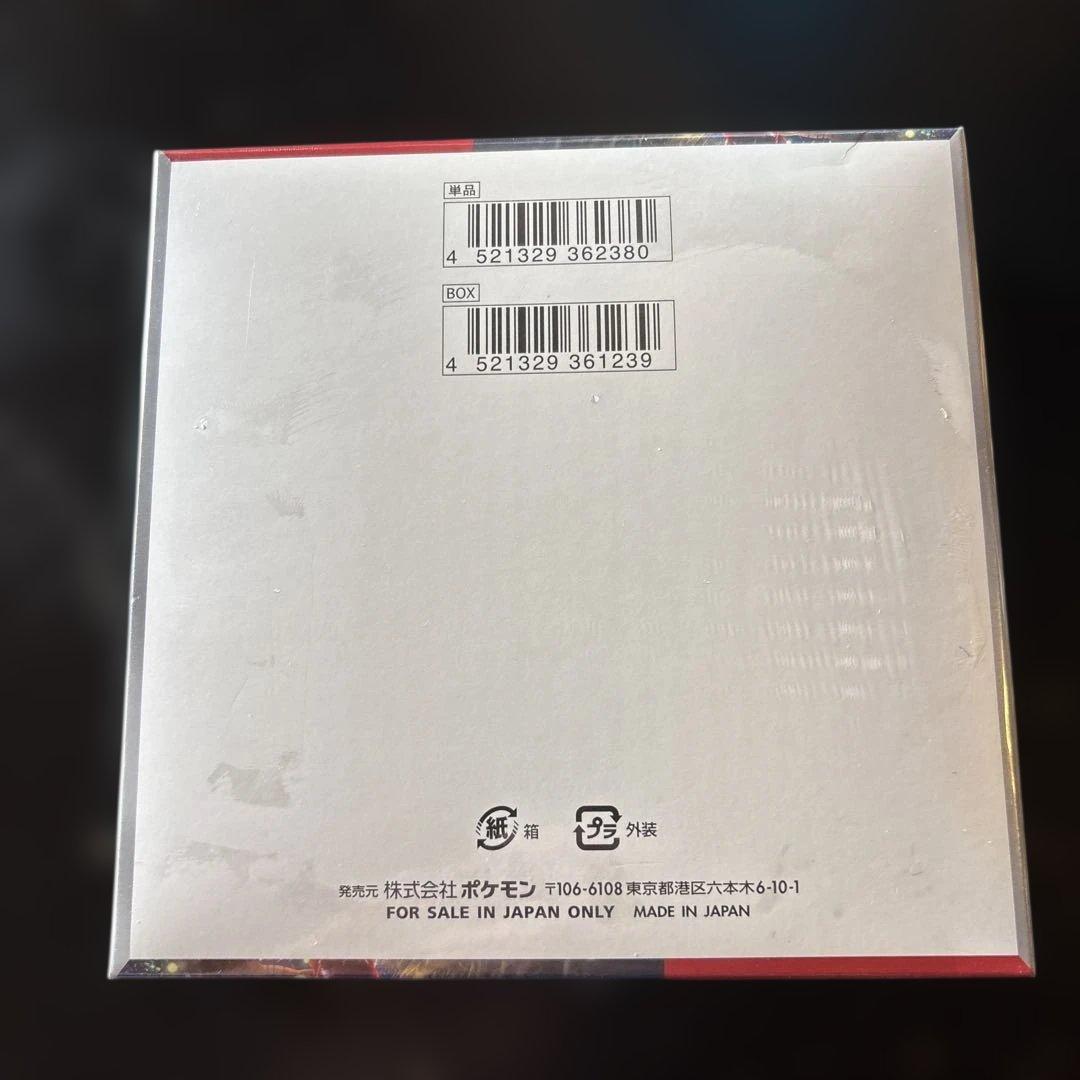 単品
4 521329 362380
BOX
4 521329 361239
紙 箱 プラ 外装
発売元 株式会社 ポケモン 〒106-6108 東京都港区六本木6-10-1
FOR SALE IN JAPAN ONLY MADE IN JAPAN